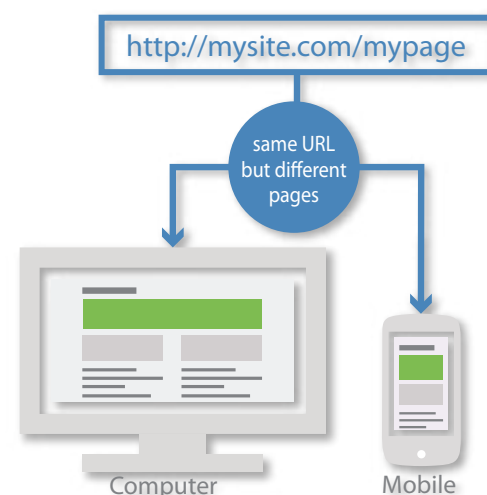 http://mysite.com/mypage
same URL
but different
pages
Computer
Mobile